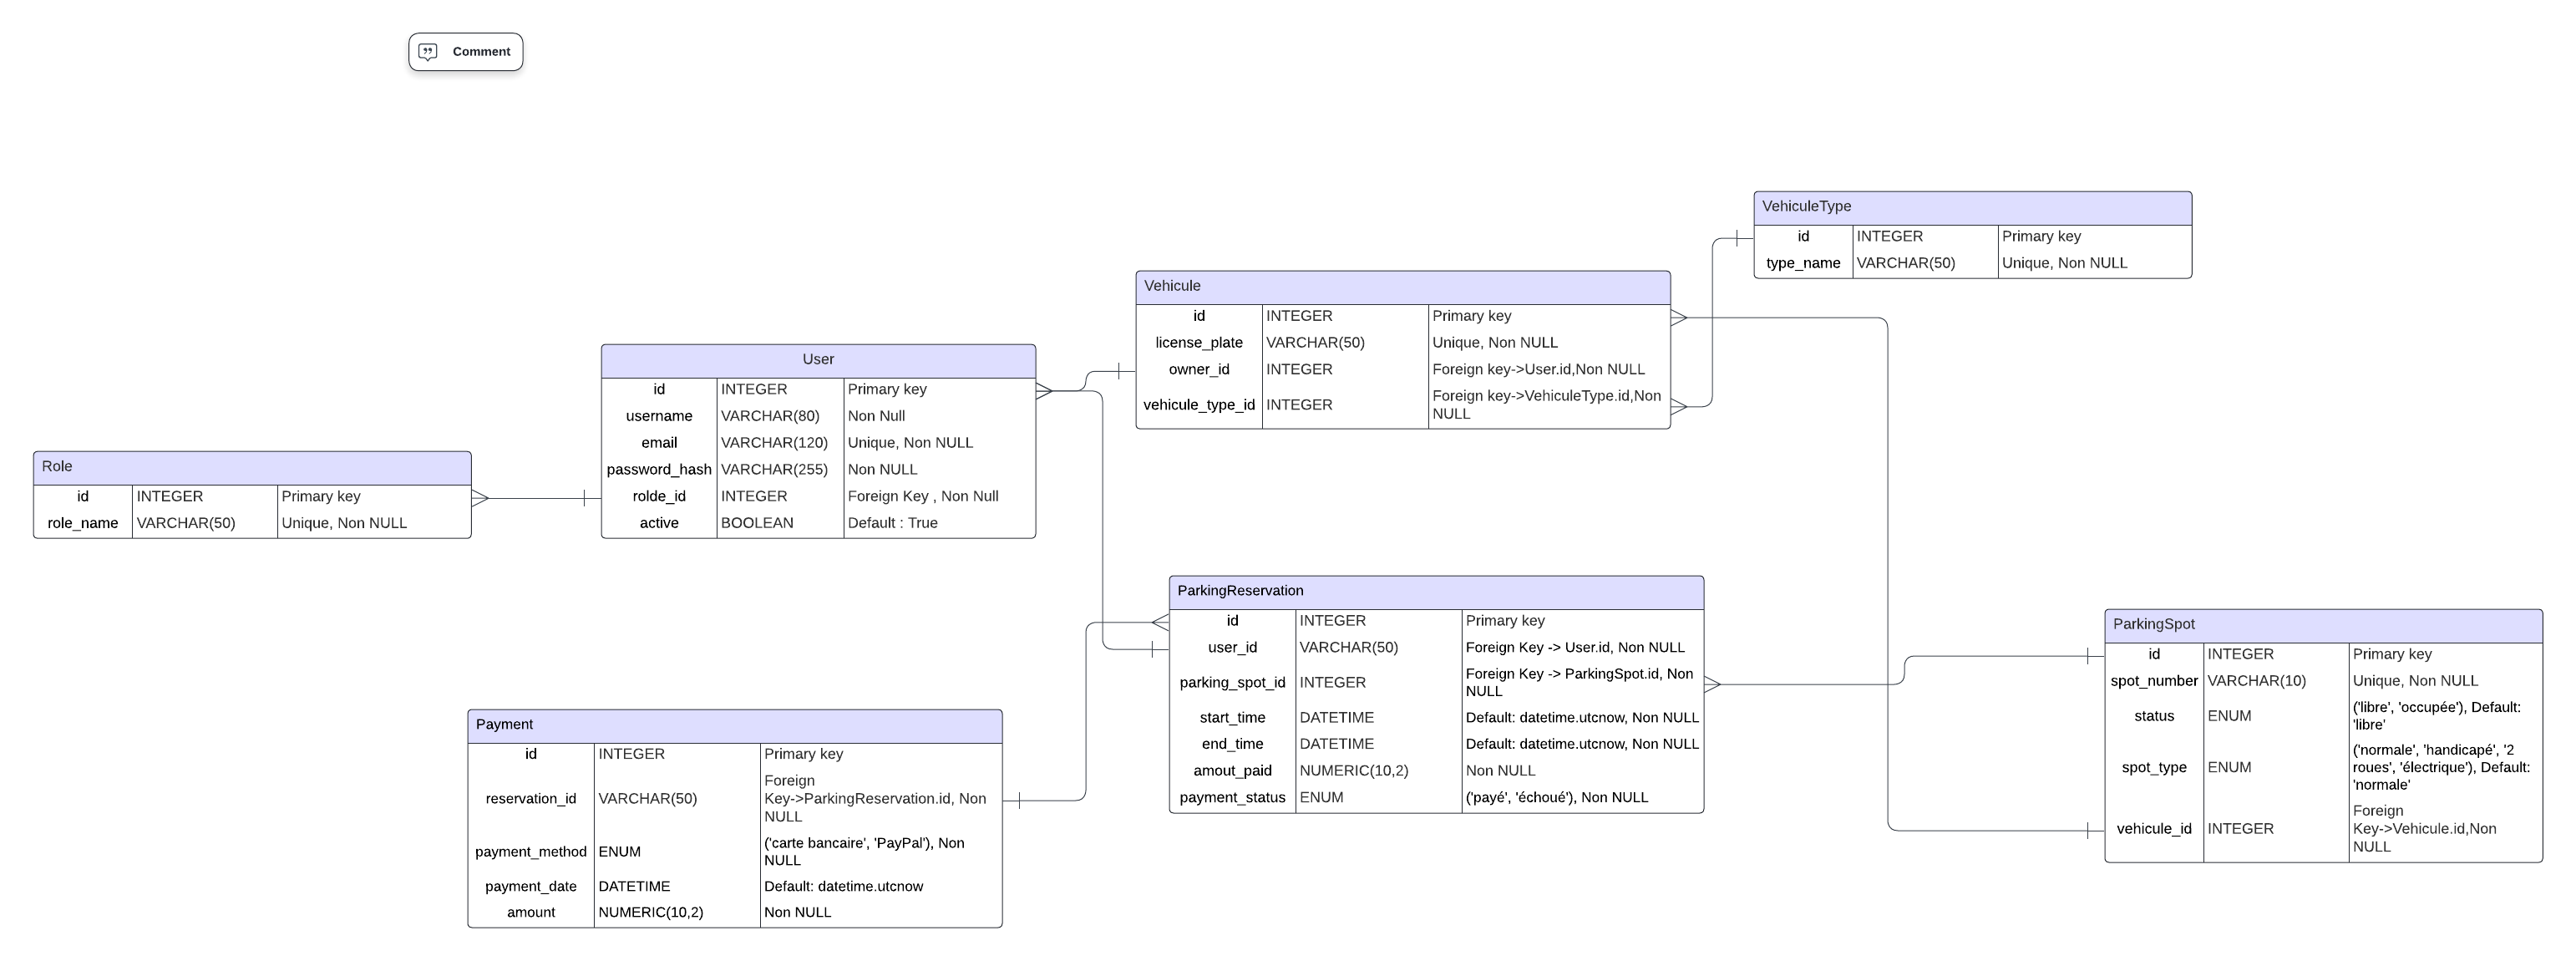 Comment
VehiculeType
id INTEGER Primary key
type_name VARCHAR(50) Unique, Non NULL
Vehicule
id INTEGER Primary key
license_plate VARCHAR(50) Unique, Non NULL
owner_id INTEGER Foreign key->User.id,Non NULL
vehicule_type_id INTEGER Foreign key->VehiculeType.id,Non
NULL
User
id INTEGER Primary key
username VARCHAR(80) Non Null
email VARCHAR(120) Unique, Non NULL
password_hash VARCHAR(255) Non NULL
rolde_id INTEGER Foreign Key , Non Null
active BOOLEAN Default : True
Role
id INTEGER Primary key
role_name VARCHAR(50) Unique, Non NULL
ParkingReservation
id INTEGER Primary key
user_id VARCHAR(50) Foreign Key -> User.id, Non NULL
parking_spot_id INTEGER Foreign Key -> ParkingSpot.id, Non
NULL
start_time DATETIME Default: datetime.utcnow, Non NULL
end_time DATETIME Default: datetime.utcnow, Non NULL
amout_paid NUMERIC(10,2) Non NULL
payment_status ENUM ('payé', 'échoué'), Non NULL
ParkingSpot
id INTEGER Primary key
spot_number VARCHAR(10) Unique, Non NULL
status ENUM ('libre', 'occupée'), Default:
'libre'
spot_type ENUM ('normale', 'handicapé', '2
roues', 'électrique'), Default:
'normale'
vehicule_id INTEGER Foreign
Key->Vehicule.id,Non
NULL
Payment
id INTEGER Primary key
reservation_id VARCHAR(50) Foreign
Key->ParkingReservation.id, Non
NULL
payment_method ENUM ('carte bancaire', 'PayPal'), Non
NULL
payment_date DATETIME Default: datetime.utcnow
amount NUMERIC(10,2) Non NULL